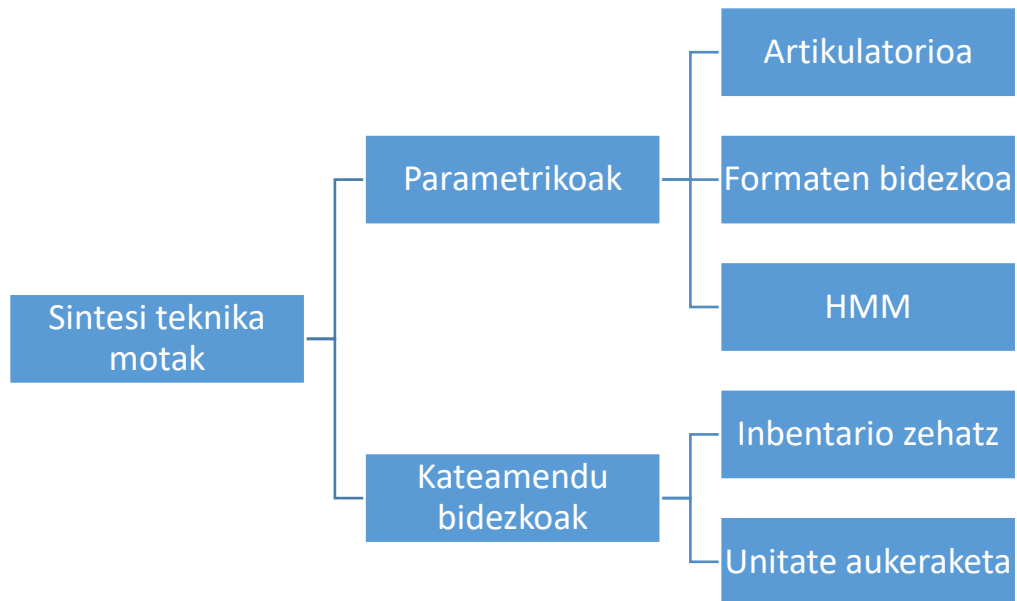 Sintesi teknika
motak
Parametrikoak
Artikulatorioa
Formaten bidezkoa
HMM
Kateamendu
bidezkoak
Inbentario zehatz
Unitate aukeraketa